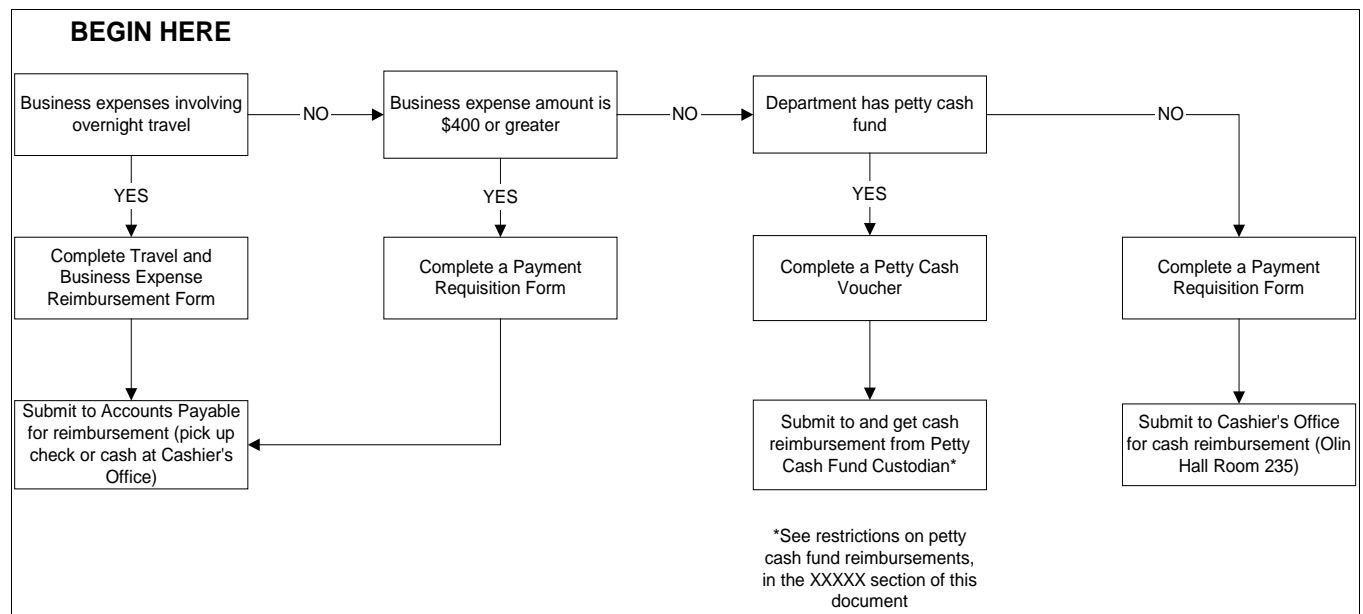 BEGIN HERE
Business expenses involving
overnight travel
NO
Business expense amount is
$400 or greater
NO
Department has petty cash
fund
NO
YES
YES
YES
Complete Travel and
Business Expense
Reimbursement Form
Complete a Payment
Requisition Form
Complete a Petty Cash
Voucher
Complete a Payment
Requisition Form
Submit to Accounts Payable
for reimbursement (pick up
check or cash at Cashier's
Office)
Submit to and get cash
reimbursement from Petty
Cash Fund Custodian*
Submit to Cashier's Office
for cash reimbursement (Olin
Hall Room 235)
*See restrictions on petty
cash fund reimbursements,
in the XXXXX section of this
document